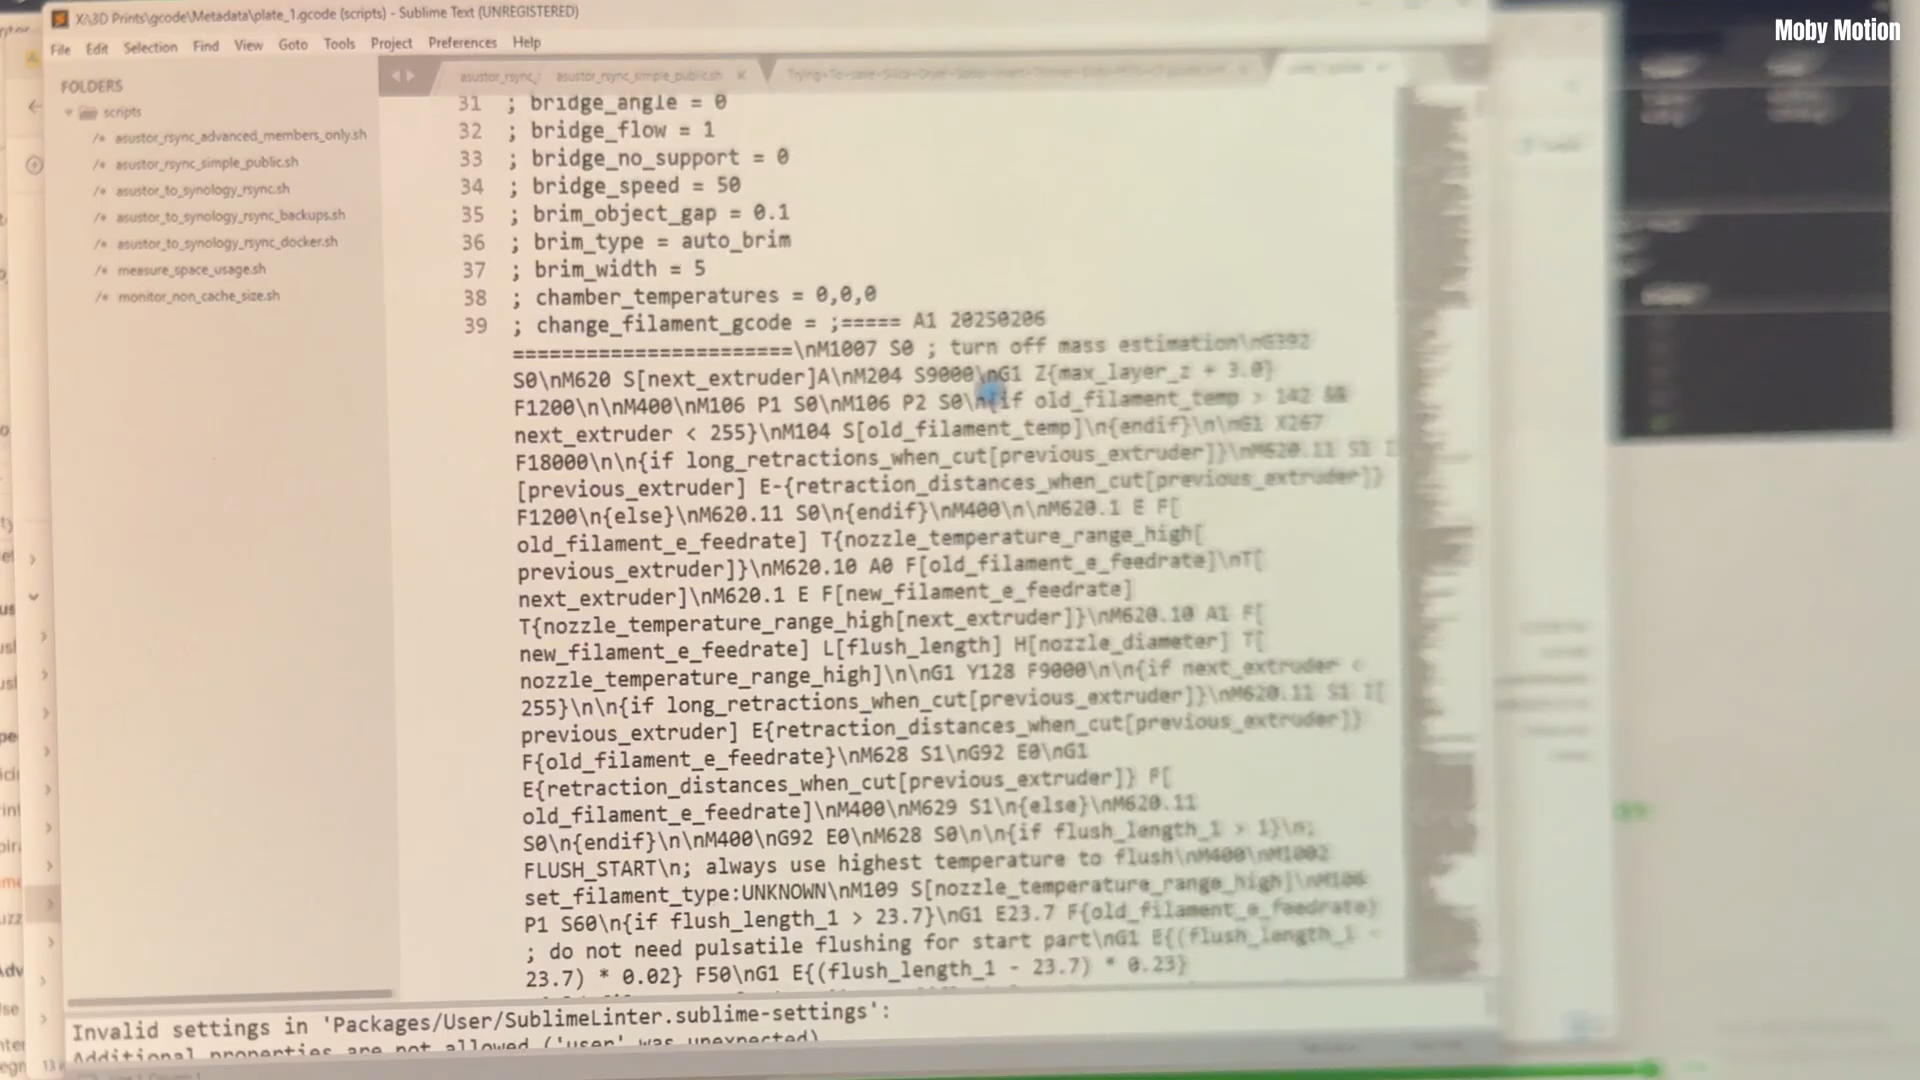 X:\3D Prints\gcode\Metadata\plate_1.gcode (scripts) - Sublime Text (UNREGISTERED)
Moby Motion
File Edit Selection Find View Goto Tools Project Preferences Help
asustor_rsync_ asustor_rsync_simple_public.sh
FOLDERS
scripts
/* asustor_rsync_advanced_members_only.sh
/* asustor_rsync_simple_public.sh
/* asustor_to_synology_rsync.sh
/* asustor_to_synology_rsync_backups.sh
/* asustor_to_synology_rsync_docker.sh
/* measure_space_usage.sh
/* monitor_non_cache_size.sh
31 ; bridge_angle = 0
32 ; bridge_flow = 1
33 ; bridge_no_support = 0
34 ; bridge_speed = 50
35 ; brim_object_gap = 0.1
36 ; brim_type = auto_brim
37 ; brim_width = 5
38 ; chamber_temperatures = 0,0,0
39 ; change_filament_gcode = ;===== A1 20250206
=======================\nM1007 S0 ; turn off mass estimation\nG392
S0\nM620 S[next_extruder]A\nM204 S9000\nG1 Z{max_layer_z + 3.0}
F1200\n\nM400\nM106 P1 S0\nM106 P2 S0\n{if old_filament_temp > 142 &&
next_extruder < 255}\nM104 S[old_filament_temp]\n{endif}\n\nG1 X267
F18000\n\n{if long_retractions_when_cut[previous_extruder]}\nM620.11 S1 I
[previous_extruder] E-{retraction_distances_when_cut[previous_extruder]}
F1200\n{else}\nM620.11 S0\n{endif}\nM400\n\nM620.1 E F[
old_filament_e_feedrate] T{nozzle_temperature_range_high[
previous_extruder]}\nM620.10 A0 F[old_filament_e_feedrate]\nT[
next_extruder]\nM620.1 E F[new_filament_e_feedrate]
T{nozzle_temperature_range_high[next_extruder]}\nM620.10 A1 F[
new_filament_e_feedrate] L[flush_length] H[nozzle_diameter] T[
nozzle_temperature_range_high]\n\nG1 Y128 F9000\n\n{if next_extruder <
255}\n\n{if long_retractions_when_cut[previous_extruder]}\nM620.11 S1 I[
previous_extruder] E{retraction_distances_when_cut[previous_extruder]}
F{old_filament_e_feedrate}\nM628 S1\nG92 E0\nG1
E{retraction_distances_when_cut[previous_extruder]} F[
old_filament_e_feedrate]\nM400\nM629 S1\n{else}\nM620.11
S0\n{endif}\n\nM400\nG92 E0\nM628 S0\n\n{if flush_length_1 > 1}\n;
FLUSH_START\n; always use highest temperature to flush\nM400\nM1002
set_filament_type:UNKNOWN\nM109 S[nozzle_temperature_range_high]\nM106
P1 S60\n{if flush_length_1 > 23.7}\nG1 E23.7 F{old_filament_e_feedrate}
; do not need pulsatile flushing for start part\nG1 E{(flush_length_1 -
23.7) * 0.02} F50\nG1 E{(flush_length_1 - 23.7) * 0.23}
Invalid settings in 'Packages/User/SublimeLinter.sublime-settings':
Additional properties are not allowed ('user' was unexpected)